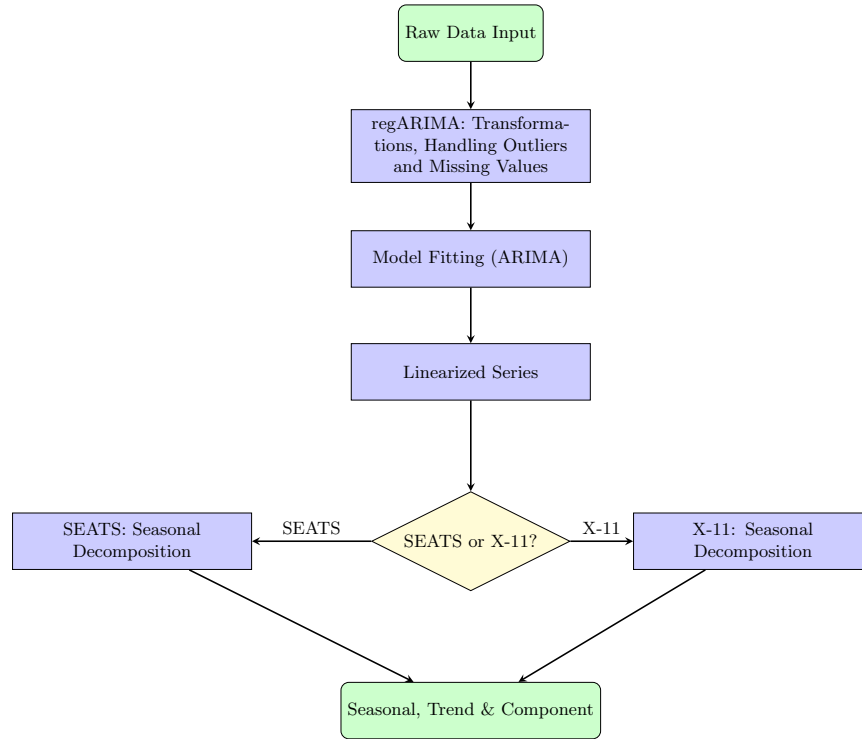 Raw Data Input
regARIMA: Transforma-
tions, Handling Outliers
and Missing Values
Model Fitting (ARIMA)
Linearized Series
SEATS: Seasonal
Decomposition
SEATS
SEATS or X-11?
X-11
X-11: Seasonal
Decomposition
Seasonal, Trend & Component